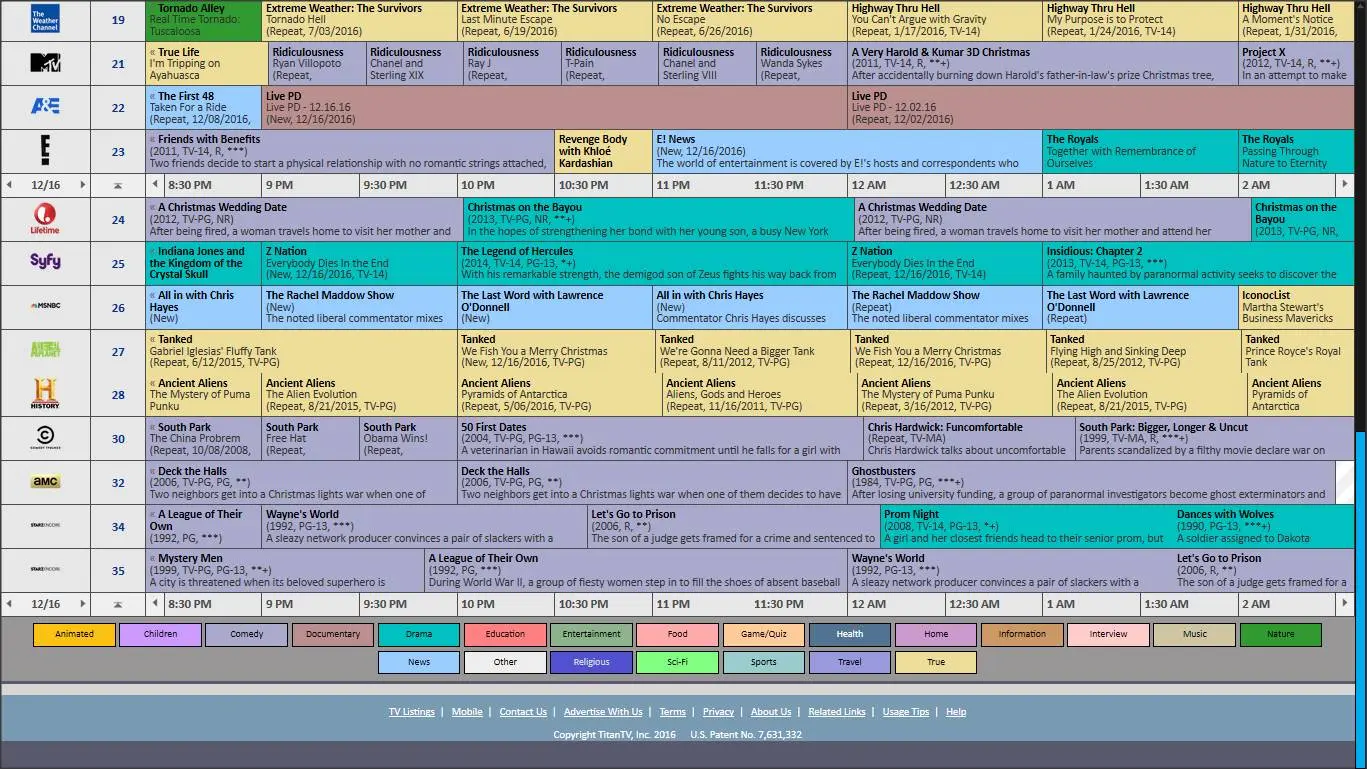 The
Weather
Channel
19
Tornado Alley
Real Time Tornado:
Tuscaloosa
Extreme Weather: The Survivors
Tornado Hell
(Repeat, 7/03/2016)
Extreme Weather: The Survivors
Last Minute Escape
(Repeat, 6/19/2016)
Extreme Weather: The Survivors
No Escape
(Repeat, 6/26/2016)
Highway Thru Hell
You Can't Argue with Gravity
(Repeat, 1/17/2016, TV-14)
Highway Thru Hell
My Purpose is to Protect
(Repeat, 1/24/2016, TV-14)
Highway Thru Hell
A Moment's Notice
(Repeat, 1/31/2016,
MTV
21
« True Life
I'm Tripping on
Ayahuasca
Ridiculousness
Ryan Villopoto
(Repeat,
Ridiculousness
Chanel and
Sterling XIX
Ridiculousness
Ray J
(Repeat,
Ridiculousness
T-Pain
(Repeat,
Ridiculousness
Chanel and
Sterling VIII
Ridiculousness
Wanda Sykes
(Repeat,
A Very Harold & Kumar 3D Christmas
(2011, TV-14, R, **+)
After accidentally burning down Harold's father-in-law's prize Christmas tree,
Project X
(2012, TV-14, R, **+)
In an attempt to make
A&E
22
« The First 48
Taken For a Ride
(Repeat, 12/08/2016,
Live PD
Live PD - 12.16.16
(New, 12/16/2016)
Live PD
Live PD - 12.02.16
(Repeat, 12/02/2016)
E!
23
« Friends with Benefits
(2011, TV-14, R, ***)
Two friends decide to start a physical relationship with no romantic strings attached,
Revenge Body
with Khloé
Kardashian
E! News
(New, 12/16/2016)
The world of entertainment is covered by E!'s hosts and correspondents who
The Royals
Together with Remembrance of
Ourselves
The Royals
Passing Through
Nature to Eternity
12/16 8:30 PM 9 PM 9:30 PM 10 PM 10:30 PM 11 PM 11:30 PM 12 AM 12:30 AM 1 AM 1:30 AM 2 AM
Lifetime
24
« A Christmas Wedding Date
(2012, TV-PG, NR)
After being fired, a woman travels home to visit her mother and
Christmas on the Bayou
(2013, TV-PG, NR, **+)
In the hopes of strengthening her bond with her young son, a busy New York
A Christmas Wedding Date
(2012, TV-PG, NR)
After being fired, a woman travels home to visit her mother and attend her
Christmas on the
Bayou
(2013, TV-PG, NR,
Syfy
25
« Indiana Jones and
the Kingdom of the
Crystal Skull
Z Nation
Everybody Dies In the End
(New, 12/16/2016, TV-14)
The Legend of Hercules
(2014, TV-14, PG-13, *+)
With his remarkable strength, the demigod son of Zeus fights his way back from
Z Nation
Everybody Dies In the End
(Repeat, 12/16/2016, TV-14)
Insidious: Chapter 2
(2013, TV-14, PG-13, ***)
A family haunted by paranormal activity seeks to discover the
MSNBC
26
« All in with Chris
Hayes
(New)
The Rachel Maddow Show
(New)
The noted liberal commentator mixes
The Last Word with Lawrence
O'Donnell
(New)
All in with Chris Hayes
(New)
Commentator Chris Hayes discusses
The Rachel Maddow Show
(Repeat)
The noted liberal commentator mixes
The Last Word with Lawrence
O'Donnell
(Repeat)
IconocList
Martha Stewart's
Business Mavericks
27
« Tanked
Gabriel Iglesias' Fluffy Tank
(Repeat, 6/12/2015, TV-PG)
Tanked
We Fish You a Merry Christmas
(New, 12/16/2016, TV-PG)
Tanked
We're Gonna Need a Bigger Tank
(Repeat, 8/11/2012, TV-PG)
Tanked
We Fish You a Merry Christmas
(Repeat, 12/16/2016, TV-PG)
Tanked
Flying High and Sinking Deep
(Repeat, 8/25/2012, TV-PG)
Tanked
Prince Royce's Royal
Tank
HISTORY
28
« Ancient Aliens
The Mystery of Puma
Punku
Ancient Aliens
The Alien Evolution
(Repeat, 8/21/2015, TV-PG)
Ancient Aliens
Pyramids of Antarctica
(Repeat, 5/06/2016, TV-PG)
Ancient Aliens
Aliens, Gods and Heroes
(Repeat, 11/16/2011, TV-PG)
Ancient Aliens
The Mystery of Puma Punku
(Repeat, 3/16/2012, TV-PG)
Ancient Aliens
The Alien Evolution
(Repeat, 8/21/2015, TV-PG)
Ancient Aliens
Pyramids of
Antarctica
30
« South Park
The China Probrem
(Repeat, 10/08/2008,
South Park
Free Hat
(Repeat,
South Park
Obama Wins!
(Repeat,
50 First Dates
(2004, TV-PG, PG-13, ***)
A veterinarian in Hawaii avoids romantic commitment until he falls for a girl with
Chris Hardwick: Funcomfortable
(Repeat, TV-MA)
Chris Hardwick talks about uncomfortable
South Park: Bigger, Longer & Uncut
(1999, TV-MA, R, ***+)
Parents scandalized by a filthy movie declare war on
amc
32
« Deck the Halls
(2006, TV-PG, PG, **)
Two neighbors get into a Christmas lights war when one of
Deck the Halls
(2006, TV-PG, PG, **)
Two neighbors get into a Christmas lights war when one of them decides to have
Ghostbusters
(1984, TV-PG, PG, ***+)
After losing university funding, a group of paranormal investigators become ghost exterminators and
STARZ ENCORE
34
« A League of Their
Own
(1992, PG, ***)
Wayne's World
(1992, PG-13, ***)
A sleazy network producer convinces a pair of slackers with a
Let's Go to Prison
(2006, R, **)
The son of a judge gets framed for a crime and sentenced to
Prom Night
(2008, TV-14, PG-13, *+)
A girl and her closest friends head to their senior prom, but
Dances with Wolves
(1990, PG-13, ***+)
A soldier assigned to Dakota
STARZ ENCORE
35
« Mystery Men
(1999, TV-PG, PG-13, **+)
A city is threatened when its beloved superhero is
A League of Their Own
(1992, PG, ***)
During World War II, a group of fiesty women step in to fill the shoes of absent baseball
Wayne's World
(1992, PG-13, ***)
A sleazy network producer convinces a pair of slackers with a
Let's Go to Prison
(2006, R, **)
The son of a judge gets framed for a
12/16 8:30 PM 9 PM 9:30 PM 10 PM 10:30 PM 11 PM 11:30 PM 12 AM 12:30 AM 1 AM 1:30 AM 2 AM
Animated Children Comedy Documentary Drama Education Entertainment Food Game/Quiz Health Home Information Interview Music Nature
News Other Religious Sci-Fi Sports Travel True
TV Listings | Mobile | Contact Us | Advertise With Us | Terms | Privacy | About Us | Related Links | Usage Tips | Help
Copyright TitanTV, Inc. 2016 U.S. Patent No. 7,631,332